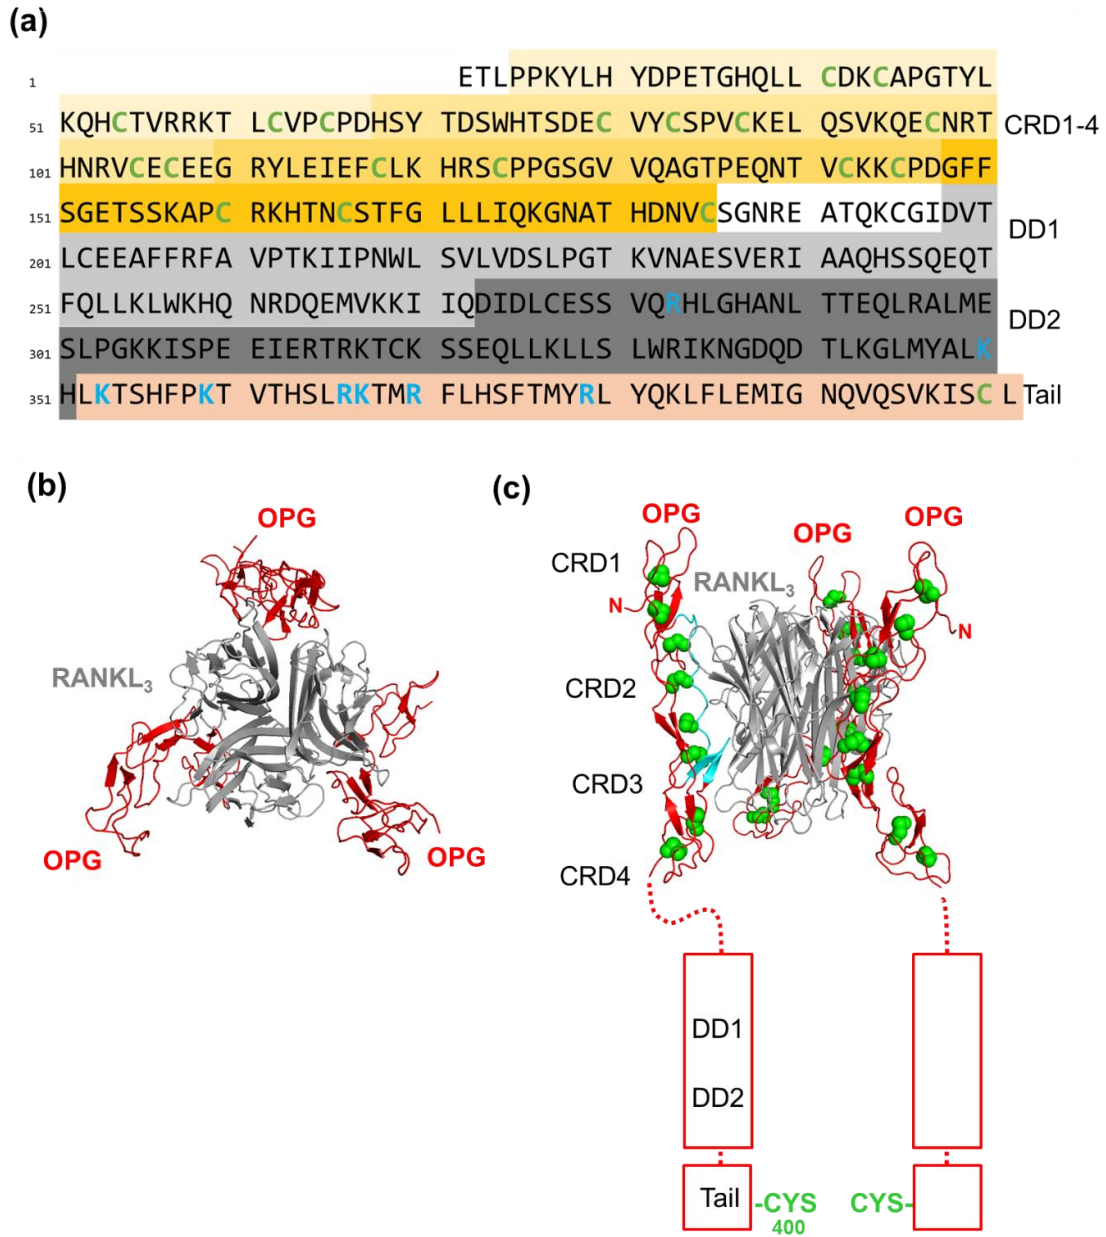 (a)
1 ETLPPKYLH YDPETGHQLL CDKCAPGTYL
51 KQHCTVRRKT LCVPCPDHSY TDSWHTSDEC VYCSPVCKEL QSVKQECNRT CRD1-4
101 HNRVCECEEG RYLEIEFCLK HRSCPPGSGV VQAGTPEQNT VCKKCPDGFF
151 SGETSSKAPC RKHTNCSTFG LLLIQKGNAT HDNVCSGNRE ATQKCGIDVT DD1
201 LCEEAFFRFA VPTKIIPNWL SVLVDSLPGT KVNAESVERI AAQHSSQEQT
251 FQLLKLWKHQ NRDQEMVKKI IQDIDLCESS VQRHLGHANL TTEQLRALME DD2
301 SLPGKKISPE EIERTRKTCK SSEQLLKLLS LWRIKNGDQD TLKGLMYALK
351 HLKTSHFPKT VTHSLRKTMR FLHSFTMYRL YQKLFLEMIG NQVQSVKISC L Tail
(b)
OPG
RANKL3
OPG
OPG
(c)
OPG
OPG
OPG
CRD1
RANKL3
N
N
CRD2
CRD3
CRD4
DD1
DD2
Tail
-CYS
400
CYS-